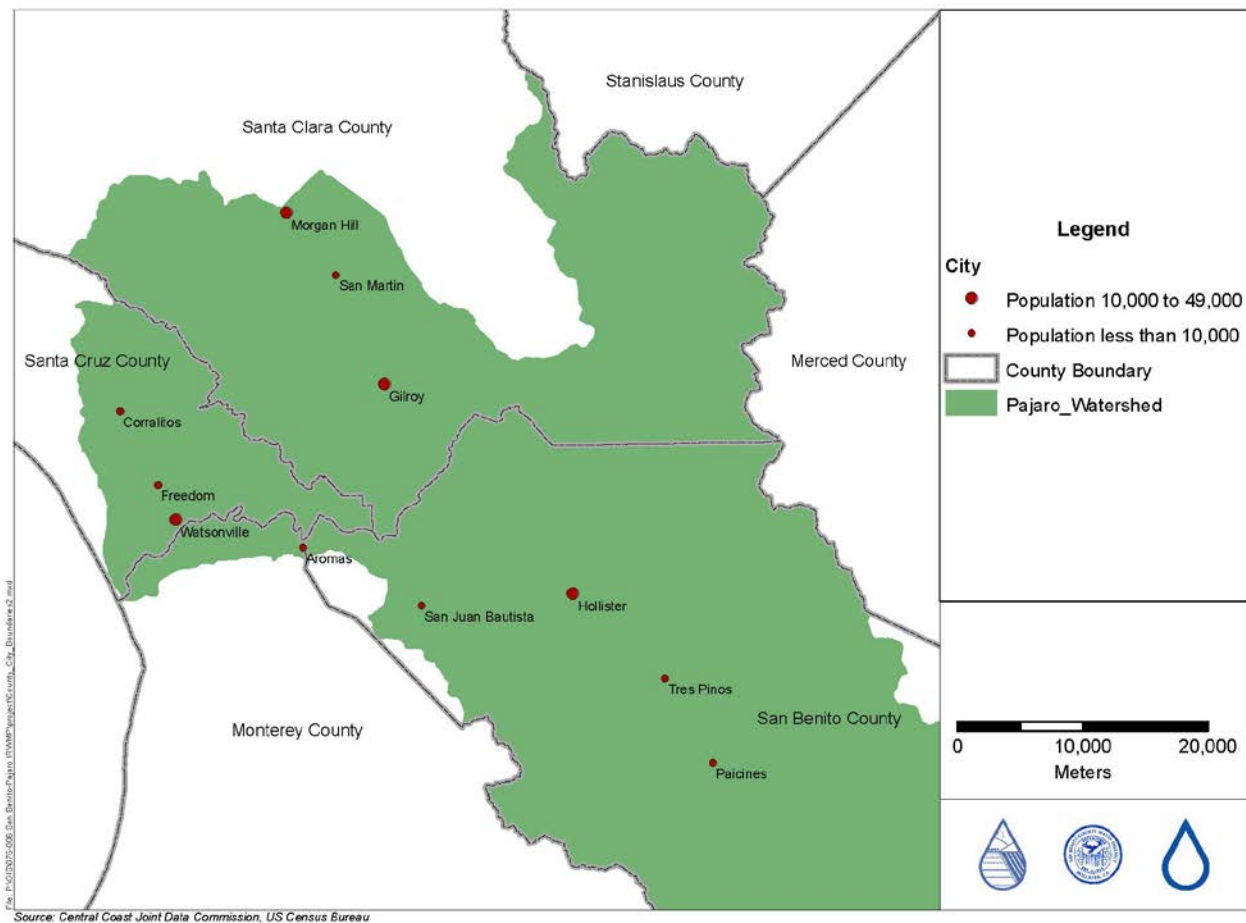 Stanislaus County
Santa Clara County
Morgan Hill
San Martin
Santa Cruz County
Merced County
Gilroy
Corralitos
Freedom
Watsonville
Aromas
San Juan Bautista
Hollister
Tres Pinos
San Benito County
Monterey County
Paicines
Legend
City
Population 10,000 to 49,000
Population less than 10,000
County Boundary
Pajaro_Watershed
0 10,000 20,000
Meters
Source: Central Coast Joint Data Commission, US Census Bureau